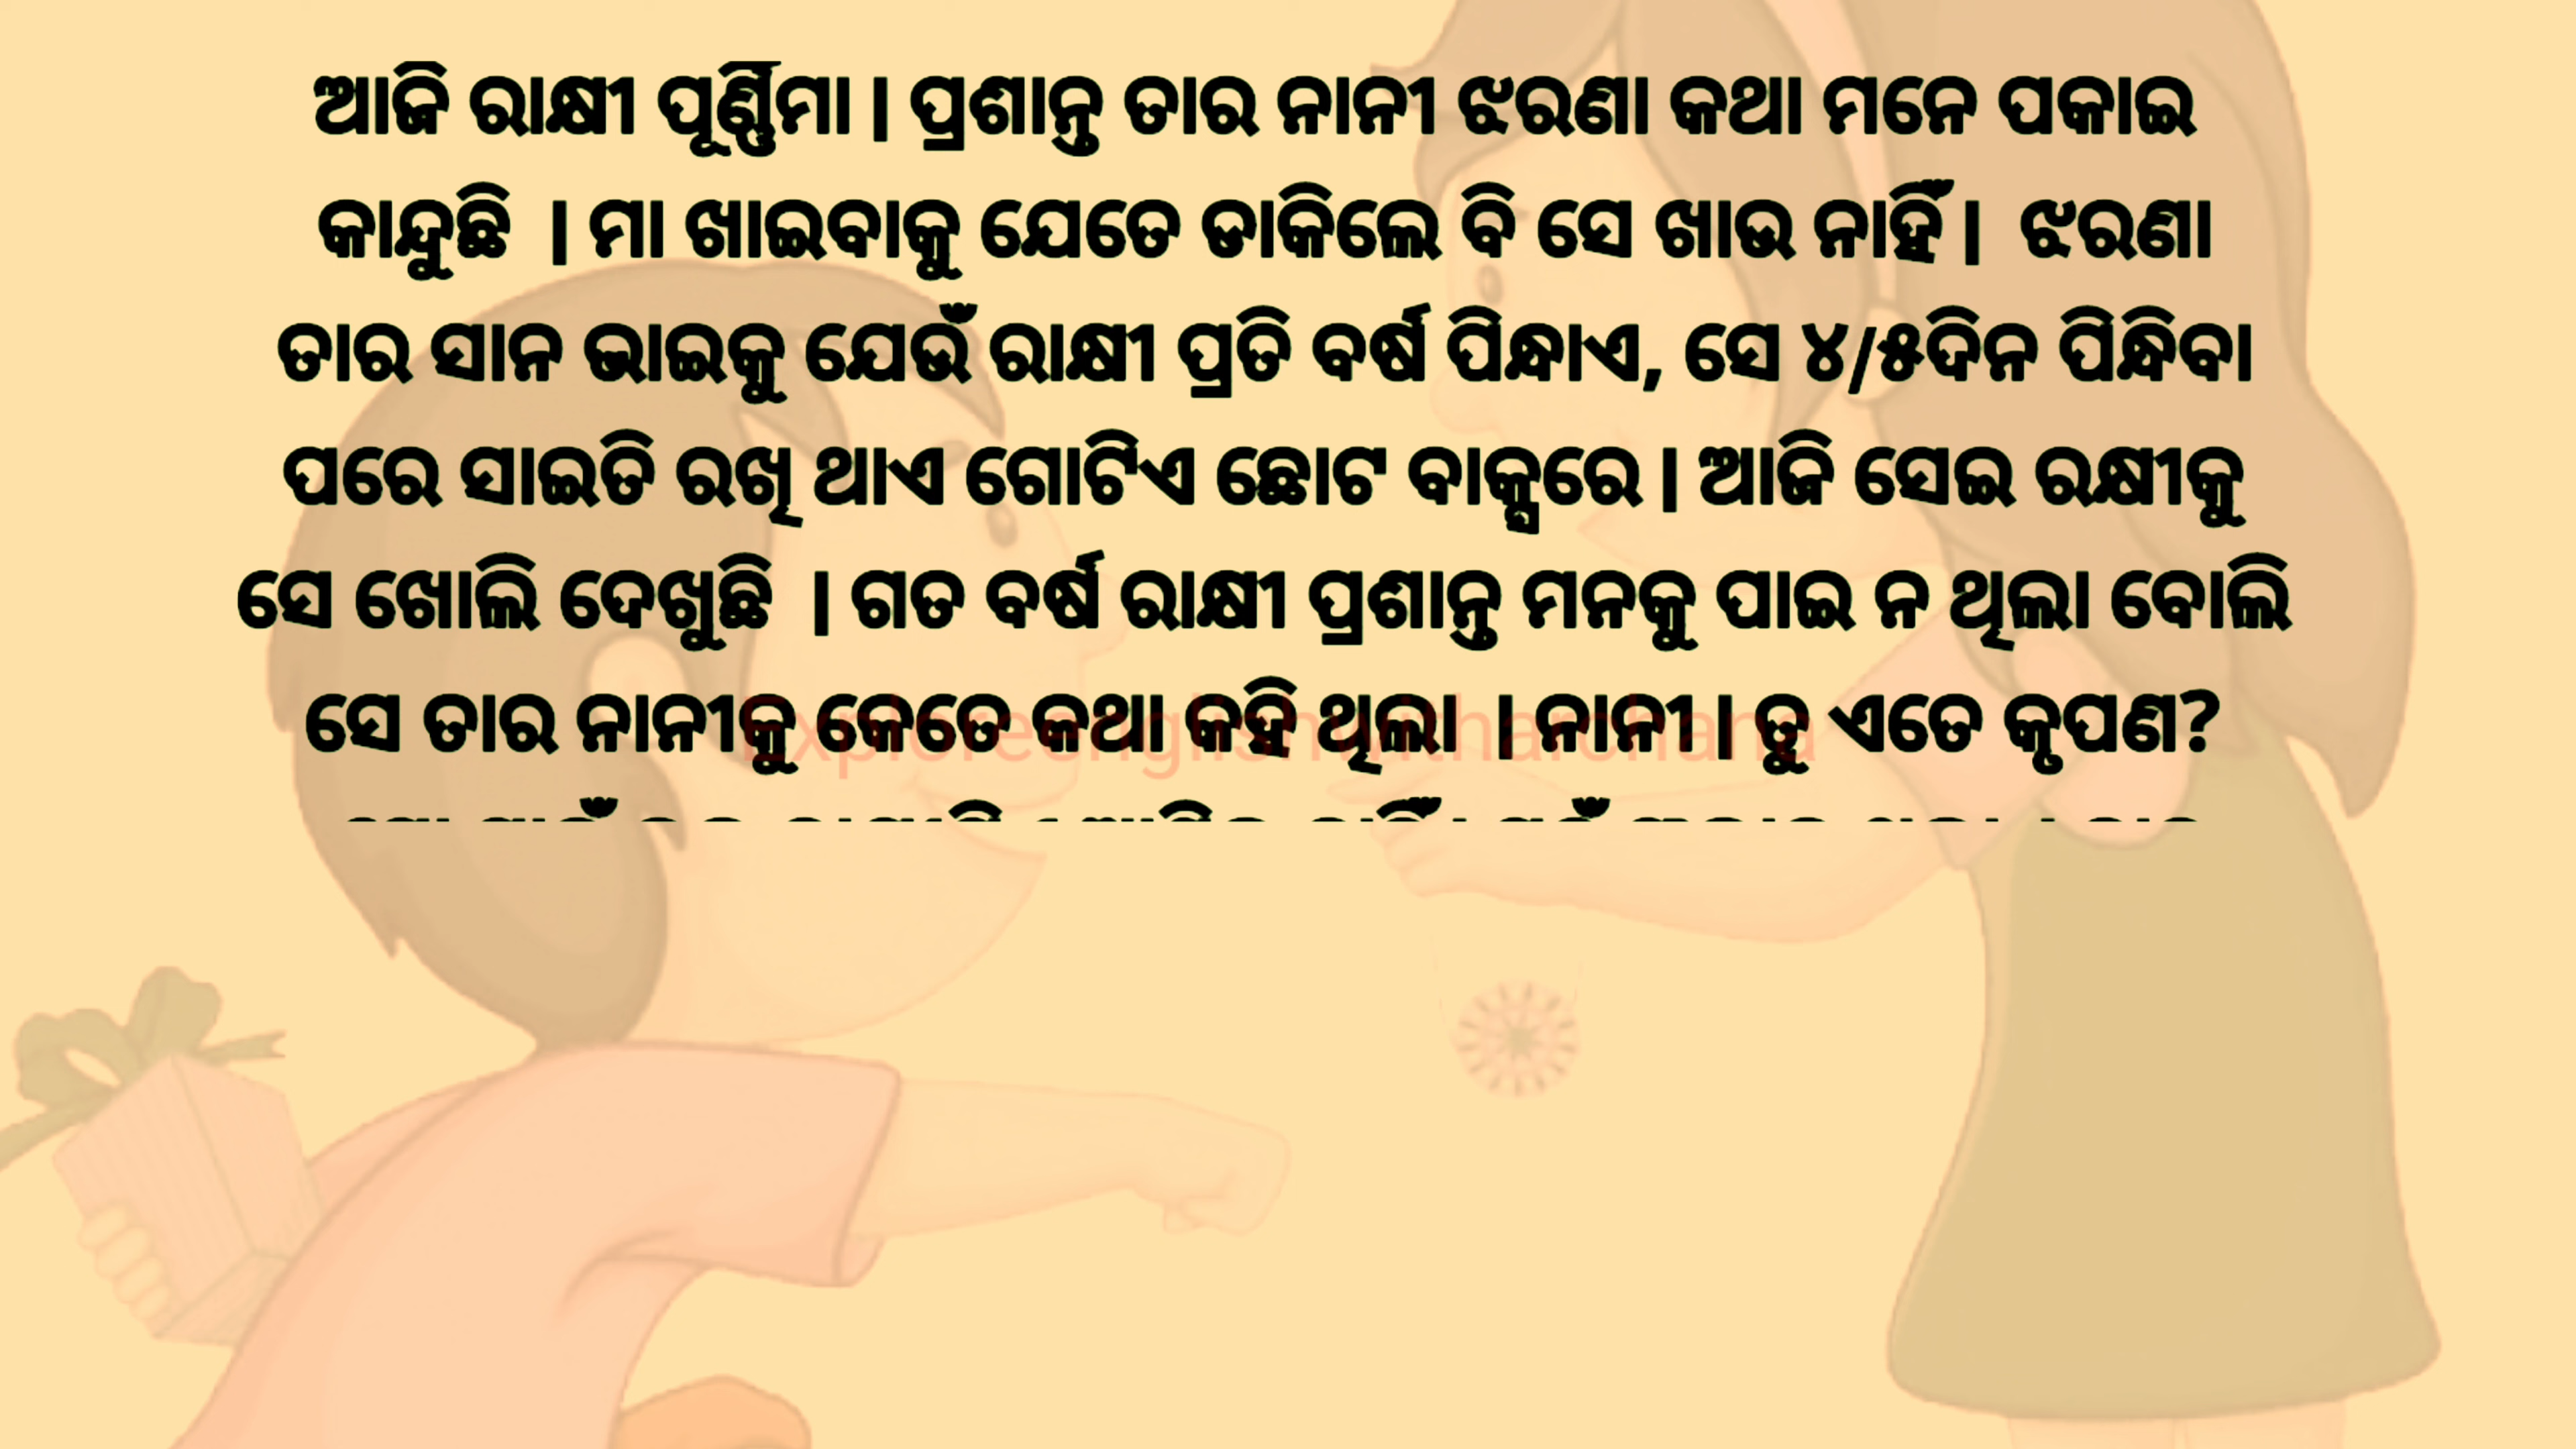 ଆଜି ରାକ୍ଷୀ ପୂର୍ଣ୍ଣିମା | ପ୍ରଶାନ୍ତ ତାର ନାନୀ ଝରଣା କଥା ମନେ ପକାଇ
କାନ୍ଦୁଛି | ମା ଖାଇବାକୁ ଯେତେ ଡାକିଲେ ବି ସେ ଖାଉ ନାହିଁ | ଝରଣା
ତାର ସାନ ଭାଇକୁ ଯେଉଁ ରାକ୍ଷୀ ପ୍ରତି ବର୍ଷ ପିନ୍ଧାଏ, ସେ ୪/୫ଦିନ ପିନ୍ଧିବା
ପରେ ସାଇତି ରଖି ଥାଏ ଗୋଟିଏ ଛୋଟ ବାକ୍ସରେ | ଆଜି ସେଇ ରକ୍ଷୀକୁ
ସେ ଖୋଲି ଦେଖୁଛି | ଗତ ବର୍ଷ ରାକ୍ଷୀ ପ୍ରଶାନ୍ତ ମନକୁ ପାଇ ନ ଥିଲା ବୋଲି
ସେ ତାର ନାନୀକୁ କେତେ କଥା କହି ଥିଲା | ନାନୀ | ତୁ ଏତେ କୃପଣ?
Exploreenglishwitharchana